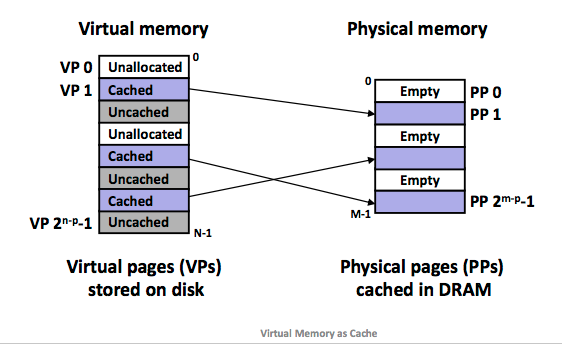 Virtual memory
Physical memory
0
VP 0 Unallocated
VP 1 Cached
Uncached
Unallocated
Cached
Uncached
Cached
VP 2ⁿ⁻ᵖ-1 Uncached
N-1
0
Empty PP 0
PP 1
Empty
Empty
PP 2ᵐ⁻ᵖ-1
M-1
Virtual pages (VPs)
stored on disk
Physical pages (PPs)
cached in DRAM
Virtual Memory as Cache